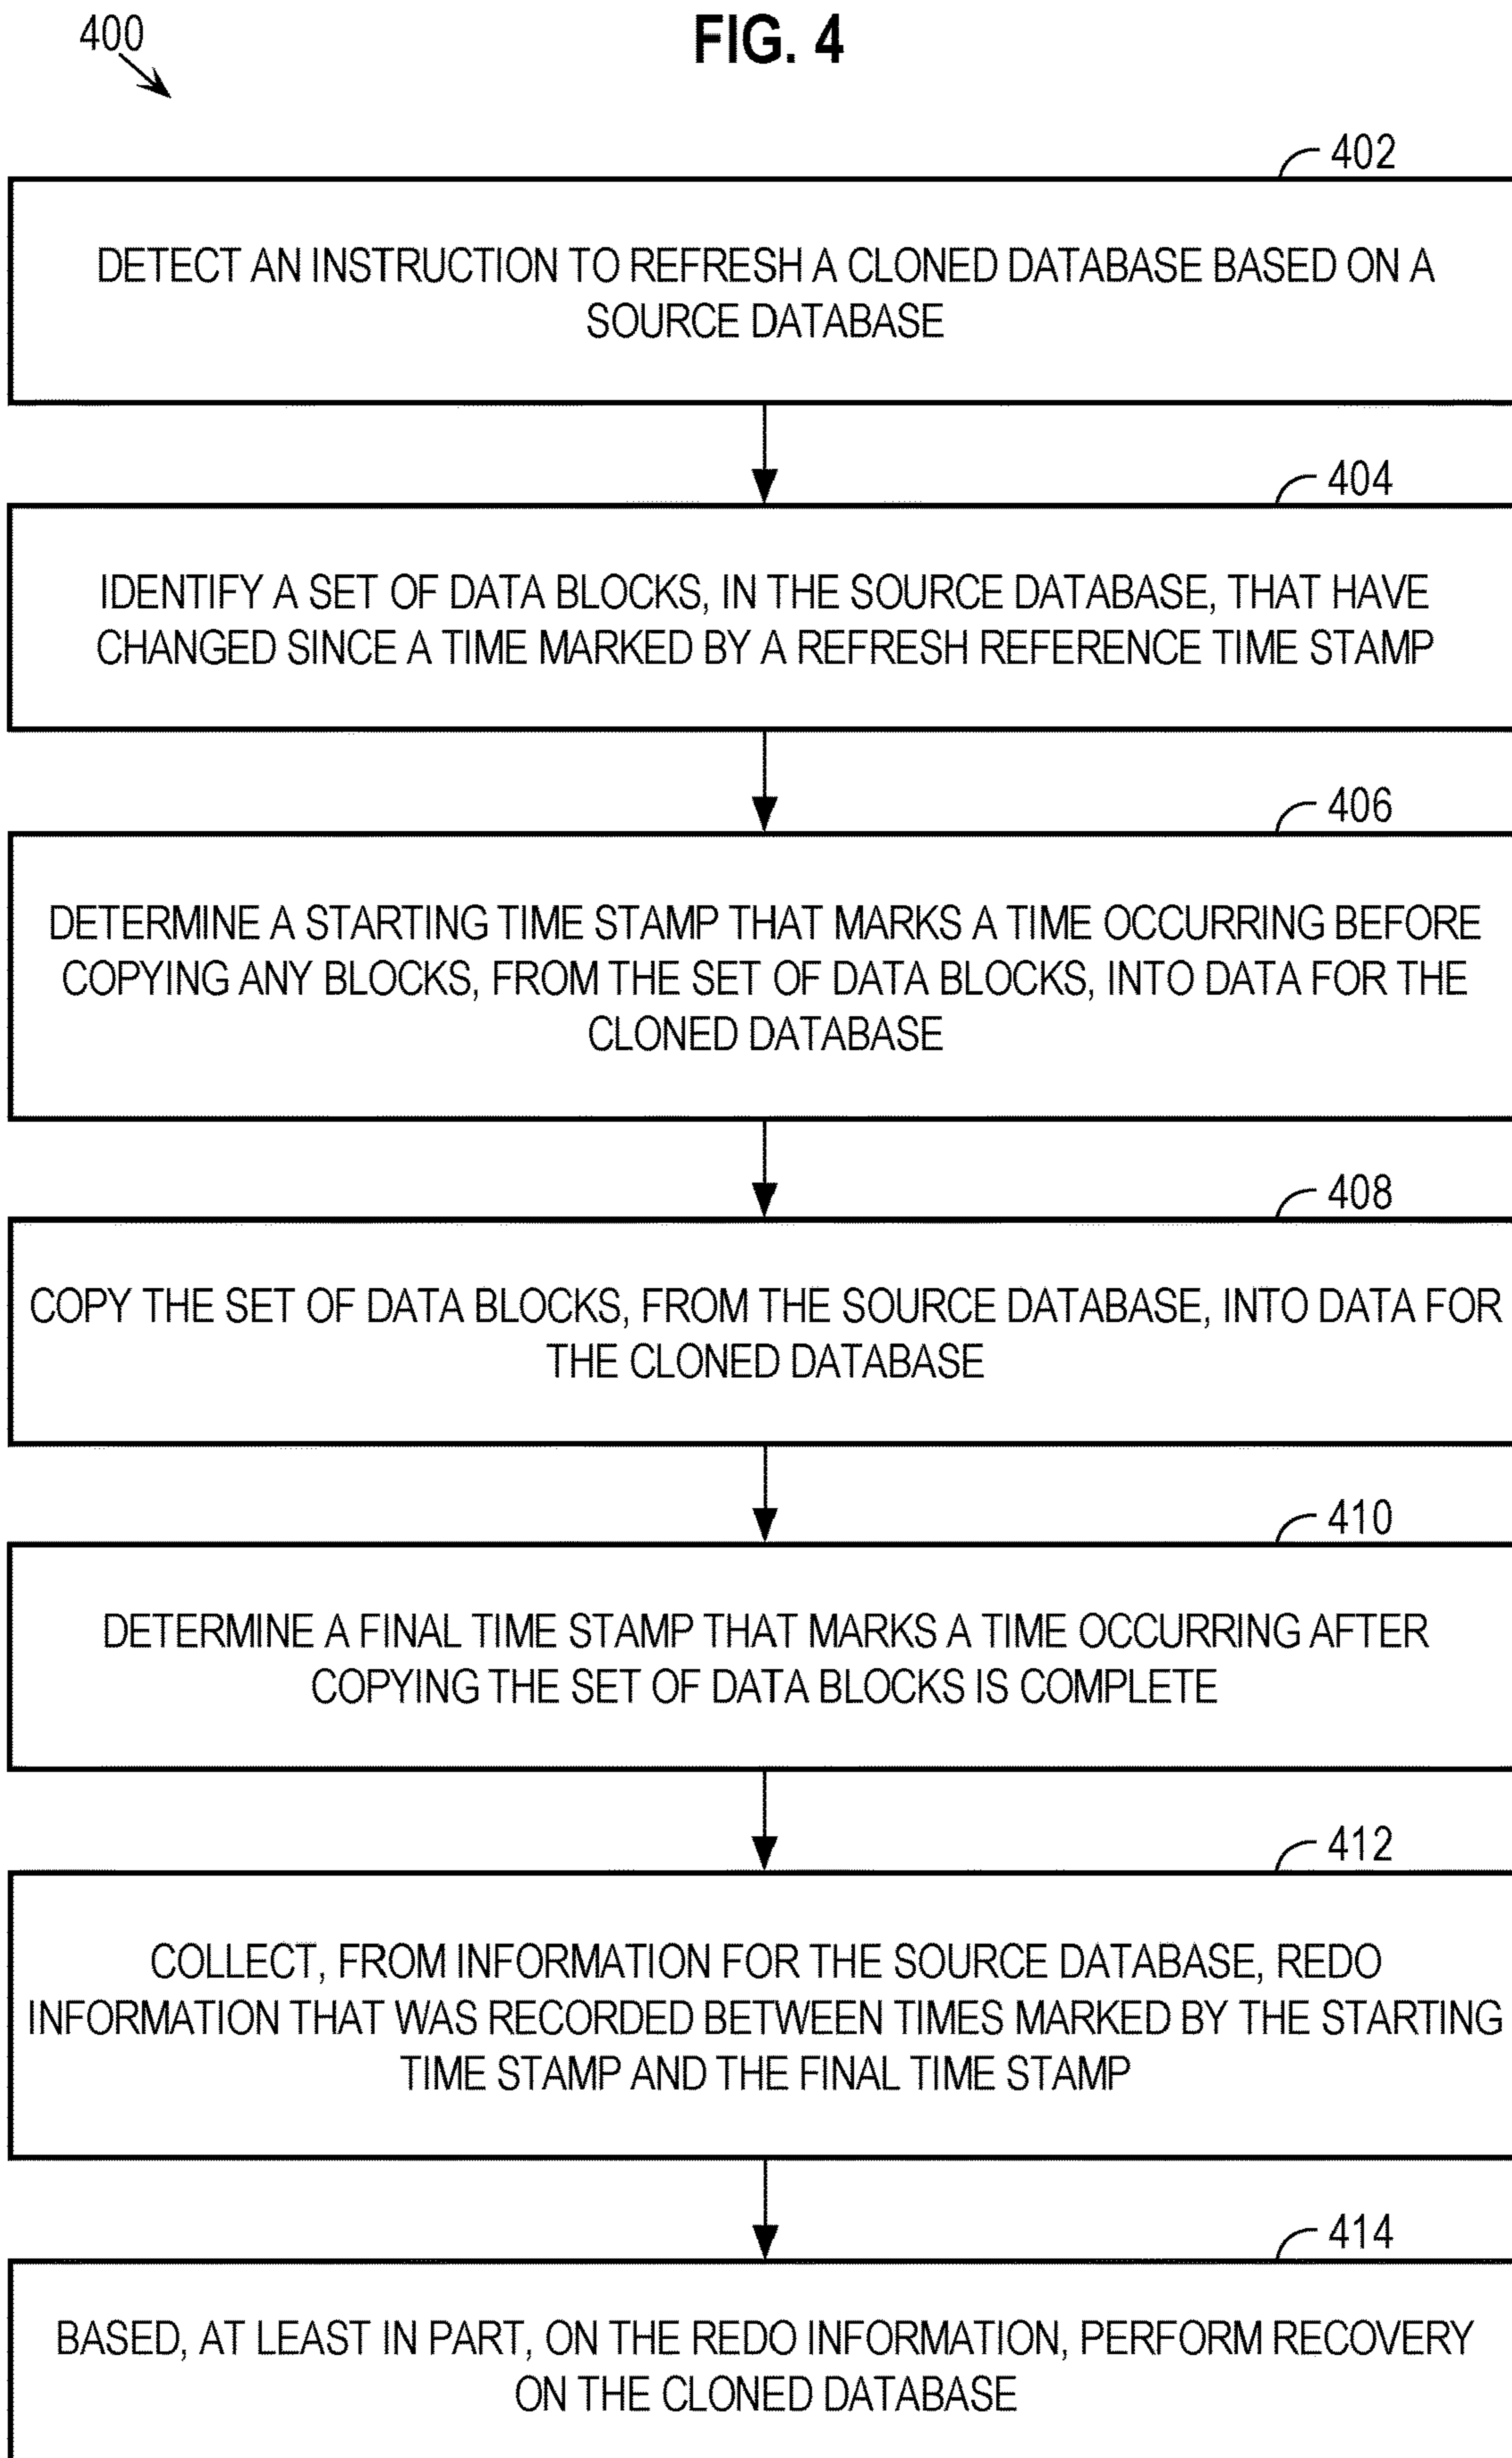 400
FIG. 4
402
DETECT AN INSTRUCTION TO REFRESH A CLONED DATABASE BASED ON A
SOURCE DATABASE
404
IDENTIFY A SET OF DATA BLOCKS, IN THE SOURCE DATABASE, THAT HAVE
CHANGED SINCE A TIME MARKED BY A REFRESH REFERENCE TIME STAMP
406
DETERMINE A STARTING TIME STAMP THAT MARKS A TIME OCCURRING BEFORE
COPYING ANY BLOCKS, FROM THE SET OF DATA BLOCKS, INTO DATA FOR THE
CLONED DATABASE
408
COPY THE SET OF DATA BLOCKS, FROM THE SOURCE DATABASE, INTO DATA FOR
THE CLONED DATABASE
410
DETERMINE A FINAL TIME STAMP THAT MARKS A TIME OCCURRING AFTER
COPYING THE SET OF DATA BLOCKS IS COMPLETE
412
COLLECT, FROM INFORMATION FOR THE SOURCE DATABASE, REDO
INFORMATION THAT WAS RECORDED BETWEEN TIMES MARKED BY THE STARTING
TIME STAMP AND THE FINAL TIME STAMP
414
BASED, AT LEAST IN PART, ON THE REDO INFORMATION, PERFORM RECOVERY
ON THE CLONED DATABASE